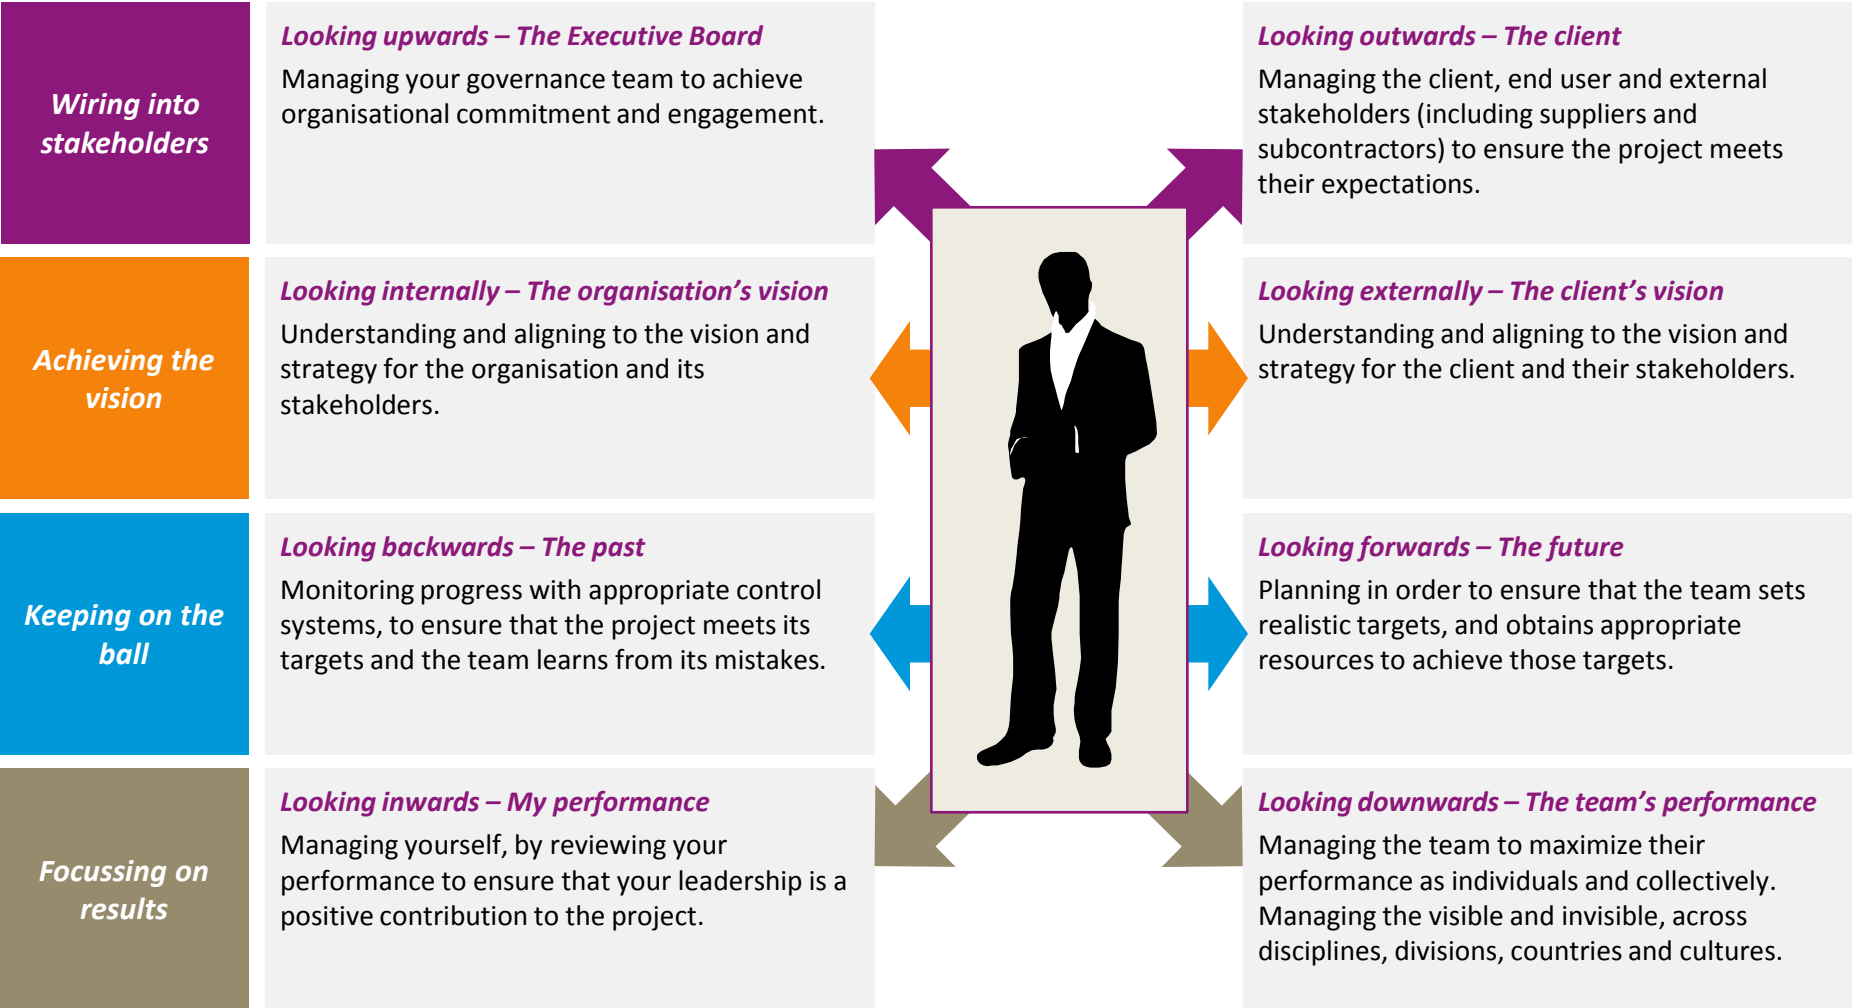 Wiring into
stakeholders
Looking upwards – The Executive Board
Managing your governance team to achieve
organisational commitment and engagement.
Looking outwards – The client
Managing the client, end user and external
stakeholders (including suppliers and
subcontractors) to ensure the project meets
their expectations.
Achieving the
vision
Looking internally – The organisation’s vision
Understanding and aligning to the vision and
strategy for the organisation and its
stakeholders.
Looking externally – The client’s vision
Understanding and aligning to the vision and
strategy for the client and their stakeholders.
Keeping on the
ball
Looking backwards – The past
Monitoring progress with appropriate control
systems, to ensure that the project meets its
targets and the team learns from its mistakes.
Looking forwards – The future
Planning in order to ensure that the team sets
realistic targets, and obtains appropriate
resources to achieve those targets.
Focussing on
results
Looking inwards – My performance
Managing yourself, by reviewing your
performance to ensure that your leadership is a
positive contribution to the project.
Looking downwards – The team’s performance
Managing the team to maximize their
performance as individuals and collectively.
Managing the visible and invisible, across
disciplines, divisions, countries and cultures.